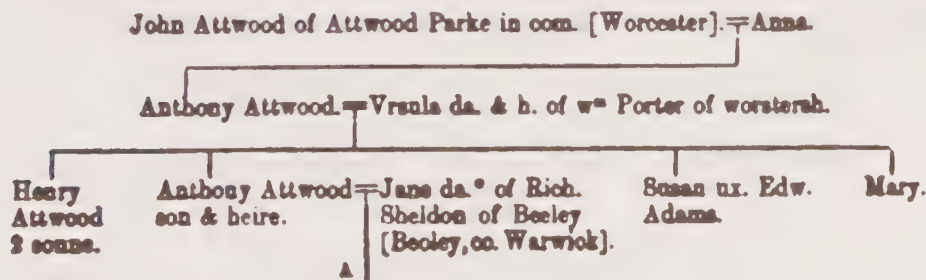 John Attwood of Attwood Parke in com. [Worcester]. Anna.
Anthony Attwood. Vrsula da. & h. of wm Porter of worstersh.
Henry Attwood 2 sonne.
Anthony Attwood son & heire.
Jane da.* of Rich. Sheldon of Beeley [Beoley, co. Warwick].
Susan ux. Edw. Adams.
Mary.
A